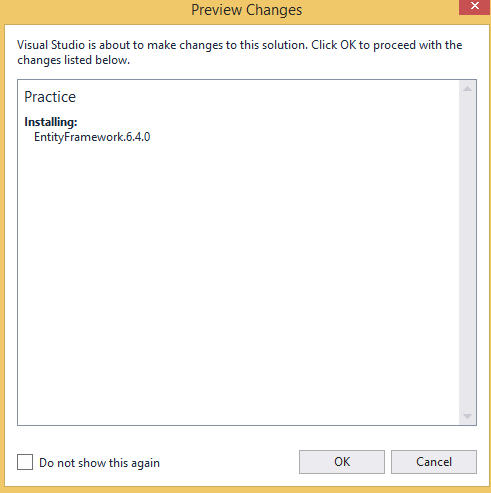 Preview Changes
Visual Studio is about to make changes to this solution. Click OK to proceed with the
changes listed below.
Practice
Installing:
EntityFramework.6.4.0
Do not show this again
OK
Cancel